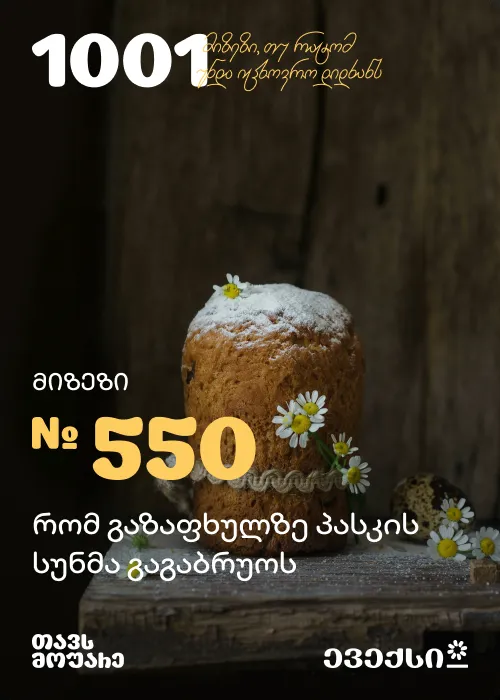 1001 მიზეზი, თუ რატომ
უნდა იცხოვრო დიდხანს
მიზეზი
№ 550
რომ გაზაფხულზე პასკის
სუნმა გაგაბრუოს
თავს
მოუარე
ევექსი